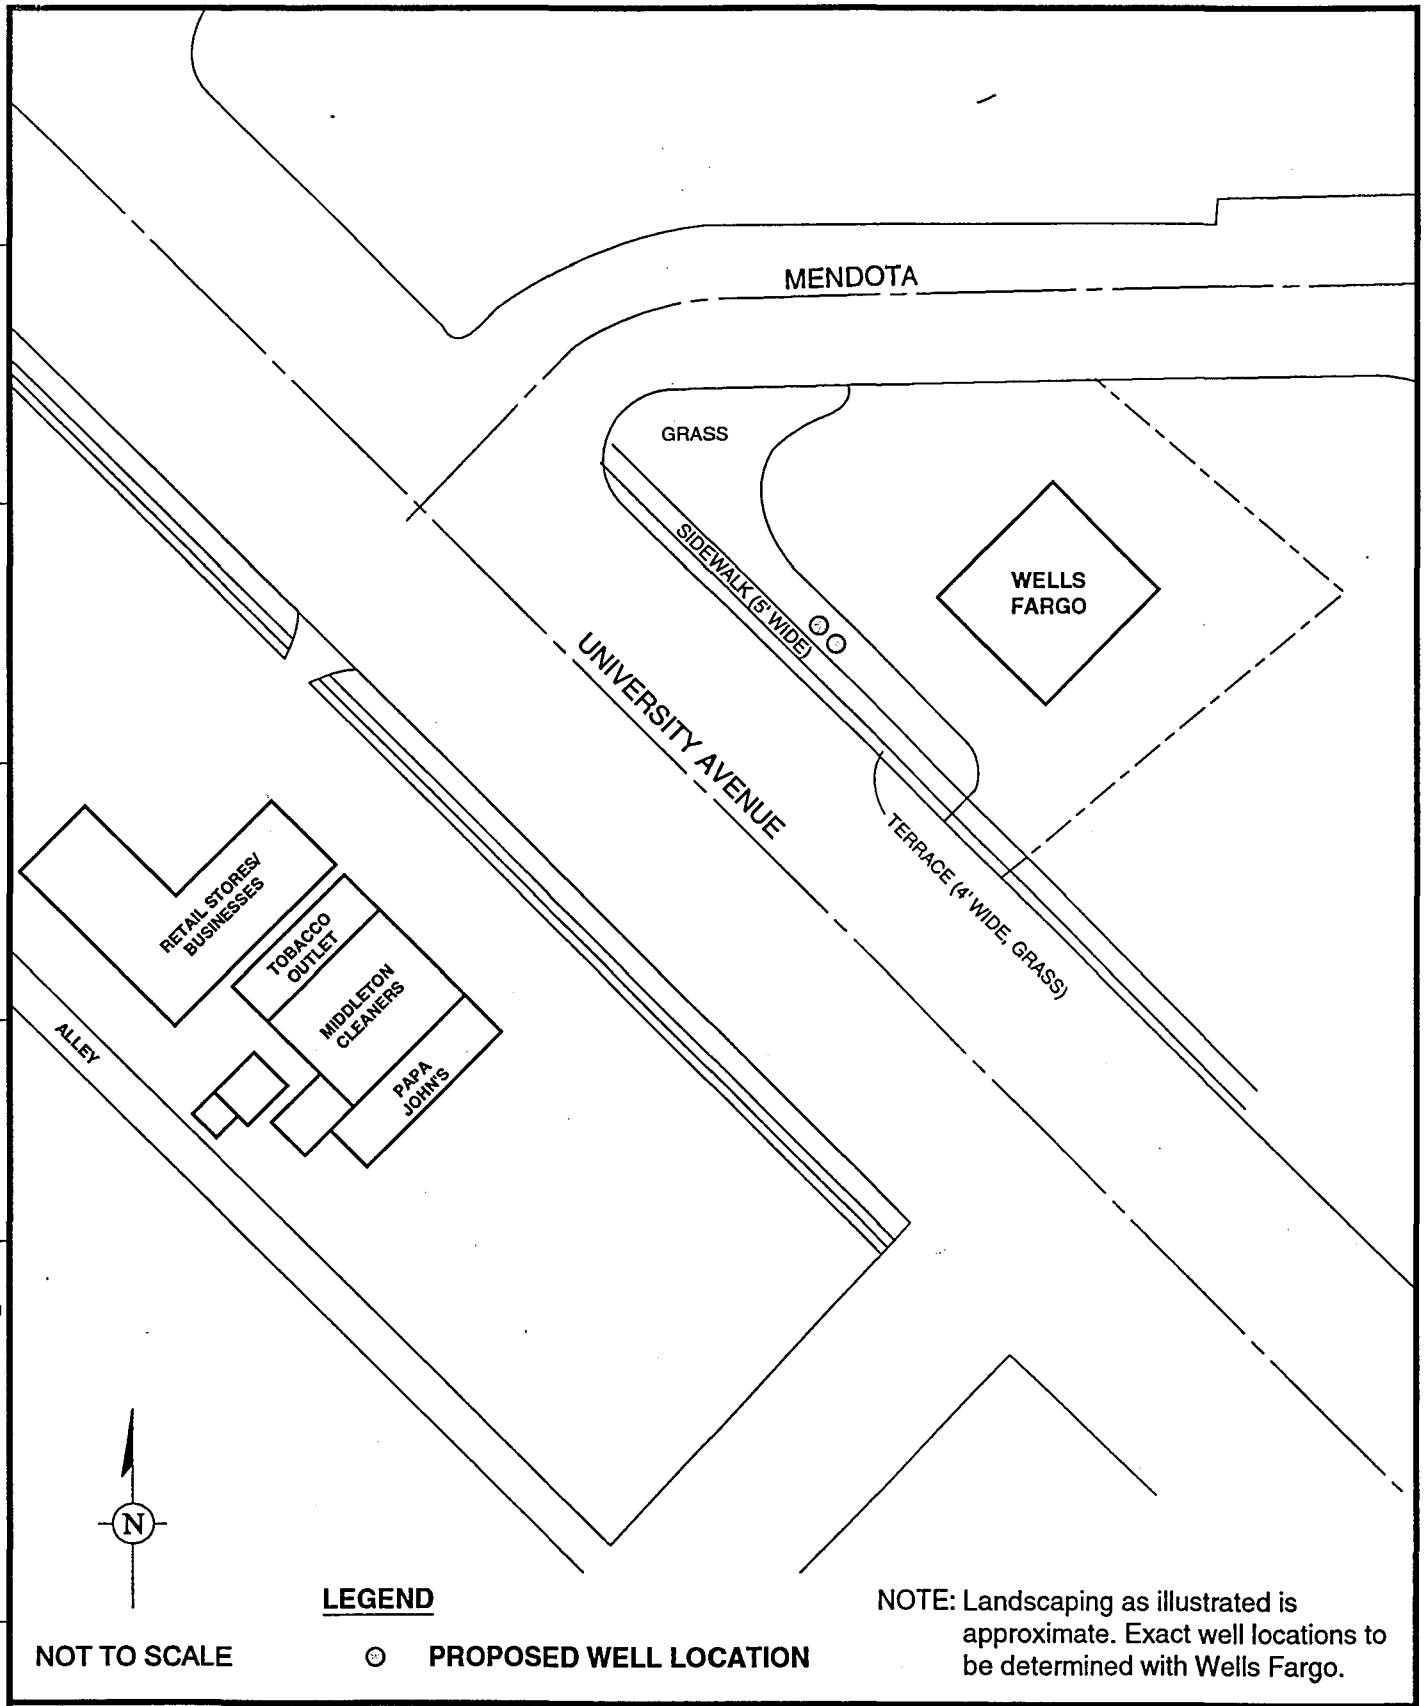 MENDOTA
GRASS
SIDEWALK (5' WIDE)
WELLS
FARGO
UNIVERSITY AVENUE
TERRACE (4' WIDE, GRASS)
RETAIL STORES/
BUSINESSES
TOBACCO
OUTLET
MIDDLETON
CLEANERS
PAPA
JOHN'S
ALLEY
N
NOT TO SCALE
LEGEND
PROPOSED WELL LOCATION
NOTE: Landscaping as illustrated is
approximate. Exact well locations to
be determined with Wells Fargo.